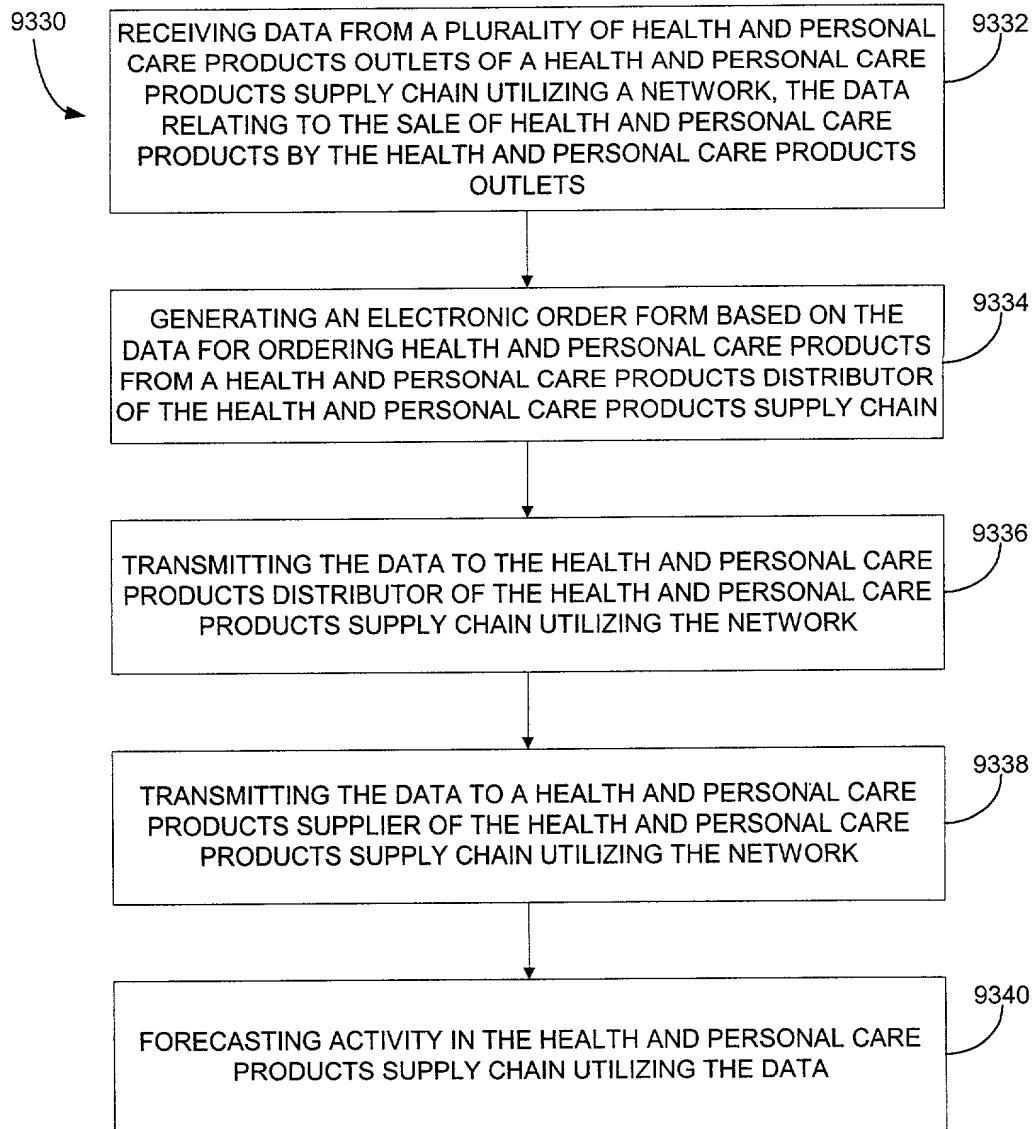 9330
RECEIVING DATA FROM A PLURALITY OF HEALTH AND PERSONAL
CARE PRODUCTS OUTLETS OF A HEALTH AND PERSONAL CARE
PRODUCTS SUPPLY CHAIN UTILIZING A NETWORK, THE DATA
RELATING TO THE SALE OF HEALTH AND PERSONAL CARE
PRODUCTS BY THE HEALTH AND PERSONAL CARE PRODUCTS
OUTLETS
9332
GENERATING AN ELECTRONIC ORDER FORM BASED ON THE
DATA FOR ORDERING HEALTH AND PERSONAL CARE PRODUCTS
FROM A HEALTH AND PERSONAL CARE PRODUCTS DISTRIBUTOR
OF THE HEALTH AND PERSONAL CARE PRODUCTS SUPPLY CHAIN
9334
TRANSMITTING THE DATA TO THE HEALTH AND PERSONAL CARE
PRODUCTS DISTRIBUTOR OF THE HEALTH AND PERSONAL CARE
PRODUCTS SUPPLY CHAIN UTILIZING THE NETWORK
9336
TRANSMITTING THE DATA TO A HEALTH AND PERSONAL CARE
PRODUCTS SUPPLIER OF THE HEALTH AND PERSONAL CARE
PRODUCTS SUPPLY CHAIN UTILIZING THE NETWORK
9338
FORECASTING ACTIVITY IN THE HEALTH AND PERSONAL CARE
PRODUCTS SUPPLY CHAIN UTILIZING THE DATA
9340